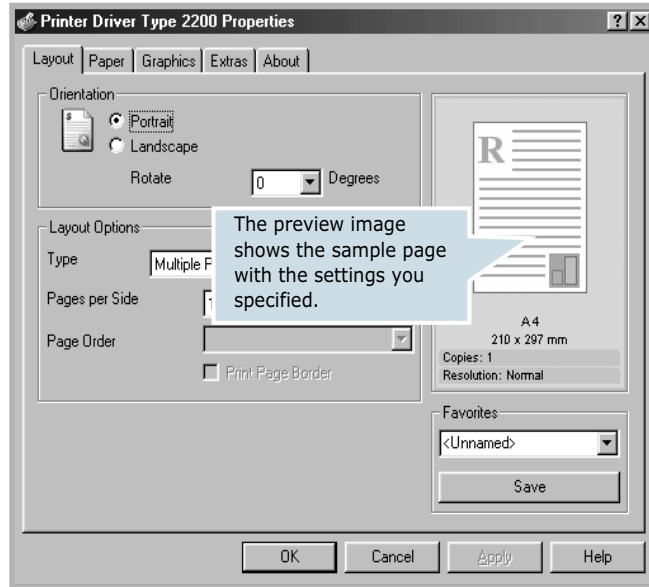 Printer Driver Type 2200 Properties
Layout
Paper
Graphics
Extras
About
Orientation
Portrait
Landscape
Rotate
0
Degrees
Layout Options
Type
Multiple P
Pages per Side
Page Order
Print Page Border
The preview image
shows the sample page
with the settings you
specified.
R
A4
210 x 297 mm
Copies: 1
Resolution: Normal
Favorites
<Unnamed>
Save
OK
Cancel
Apply
Help